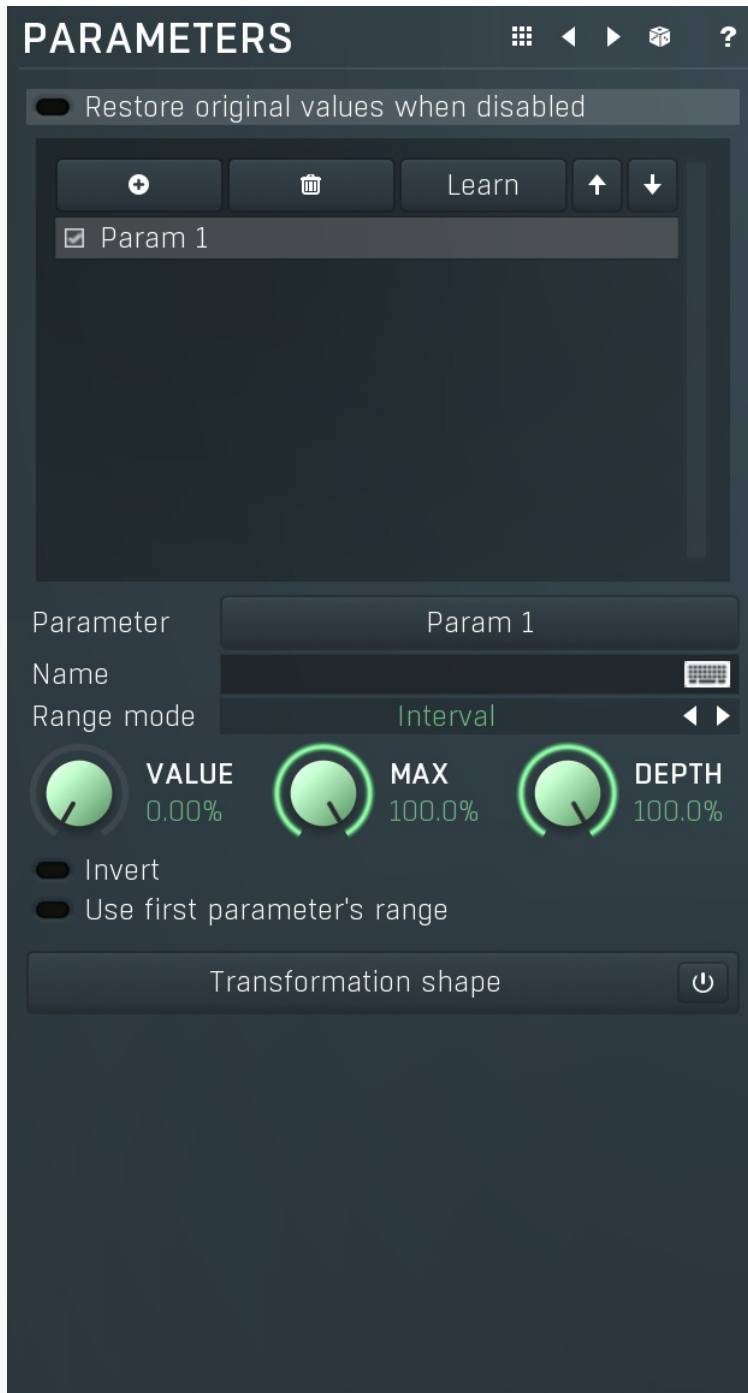 PARAMETERS ?
Restore original values when disabled
Learn
Param 1
Parameter Param 1
Name
Range mode Interval
VALUE MAX DEPTH
0.00% 100.0% 100.0%
Invert
Use first parameter's range
Transformation shape